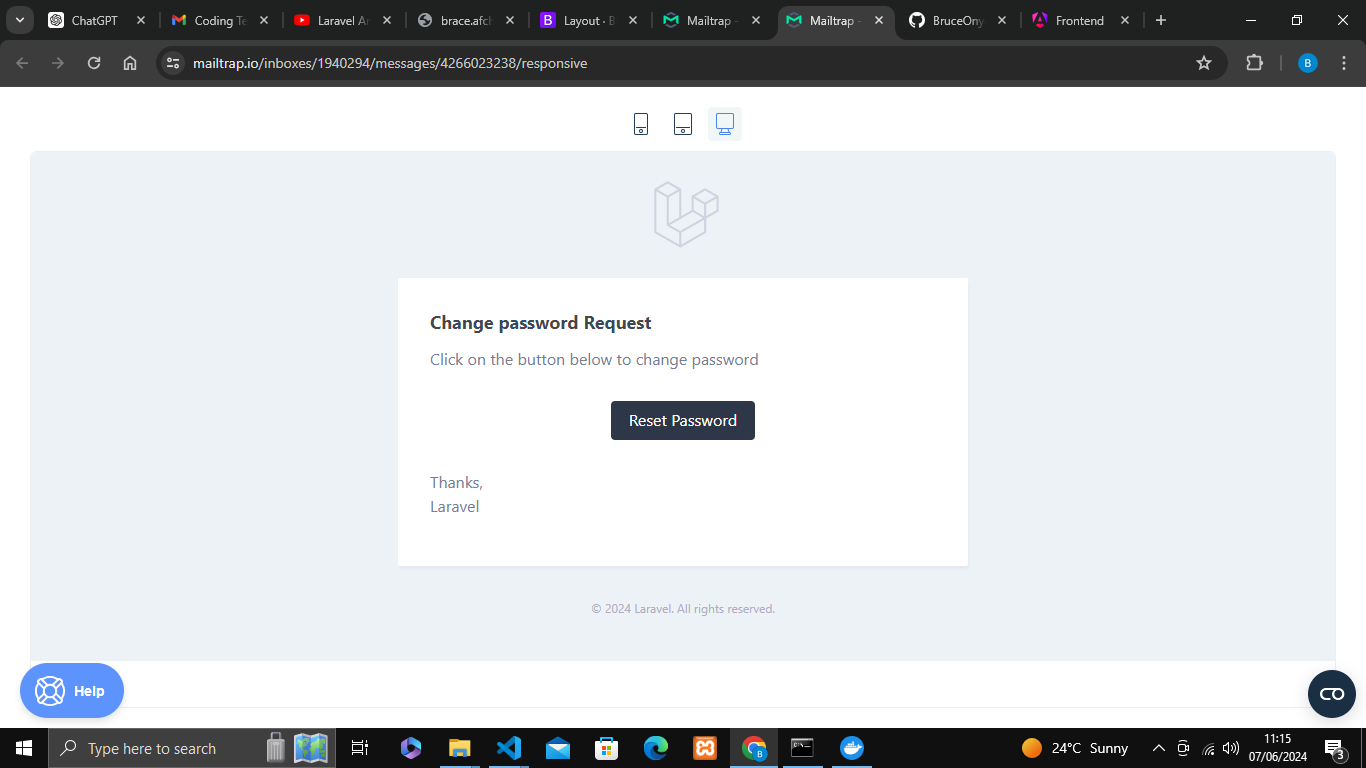 ChatGPT
Coding Te
Laravel Ar
brace.afcl
Layout · B
Mailtrap -
Mailtrap -
BruceOny
Frontend
mailtrap.io/inboxes/1940294/messages/4266023238/responsive
B
Change password Request
Click on the button below to change password
Reset Password
Thanks,
Laravel
© 2024 Laravel. All rights reserved.
Help
Type here to search
24°C Sunny
11:15
07/06/2024
3